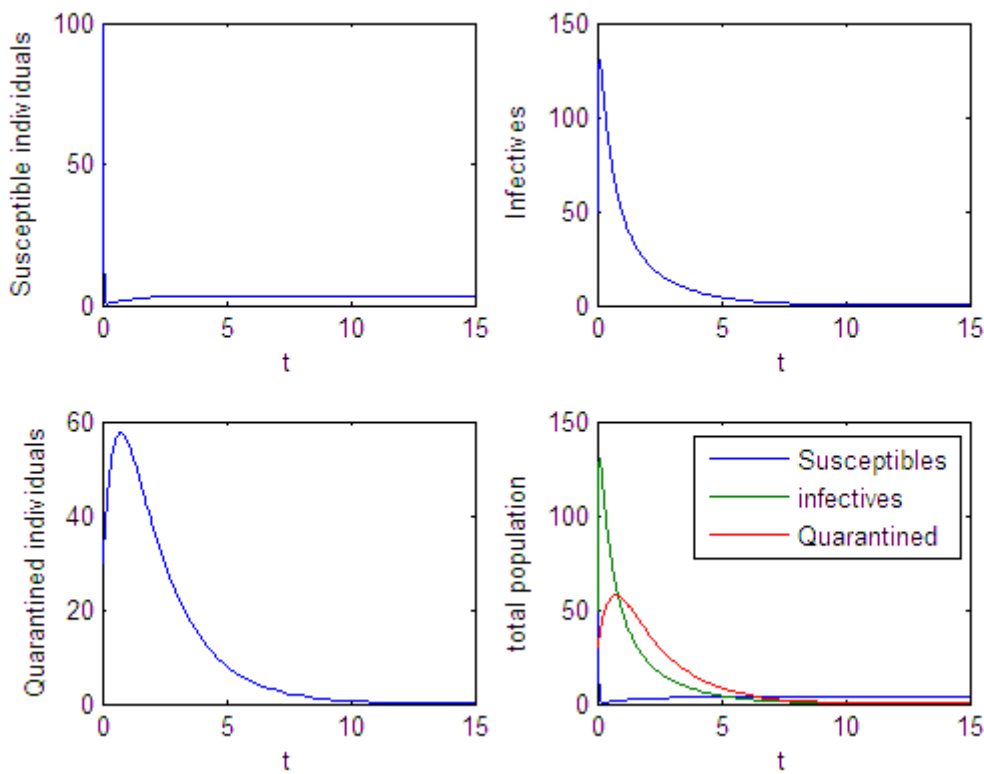 Susceptible individuals
100
50
0
0 5 10 15
t
Infectives
150
100
50
0
0 5 10 15
t
Quarantined individuals
60
40
20
0
0 5 10 15
t
total population
150
100
50
0
0 5 10 15
t
Susceptibles
infectives
Quarantined